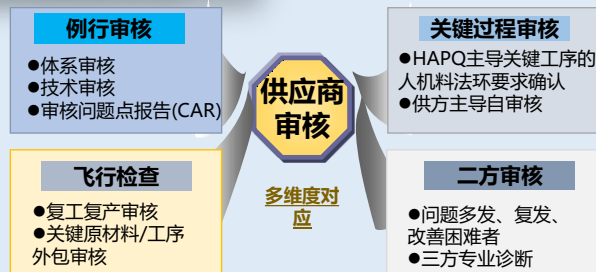 例行审核
●体系审核
●技术审核
●审核问题点报告(CAR)
关键过程审核
●HAPQ主导关键工序的
人机料法环要求确认
●供方主导自审核
供应商
审核
多维度对
应
飞行检查
●复工复产审核
●关键原材料/工序
外包审核
二方审核
●问题多发、复发、
改善困难者
●三方专业诊断